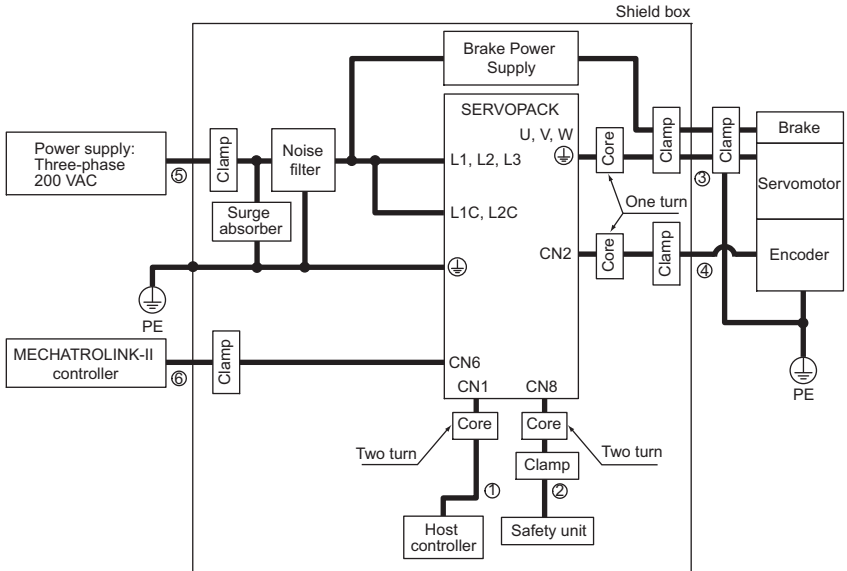 Shield box
Brake Power
Supply
SERVOPACK
U, V, W
Power supply:
Three-phase
200 VAC
⑤
Clamp
Noise
filter
L1, L2, L3
Core
Clamp
Clamp
③
Brake
Servomotor
Surge
absorber
L1C, L2C
One turn
CN2
Core
Clamp
④
Encoder
PE
PE
MECHATROLINK-II
controller
⑥
Clamp
CN6
CN1
CN8
Core
Core
Two turn
Two turn
Clamp
①
②
Host
controller
Safety unit